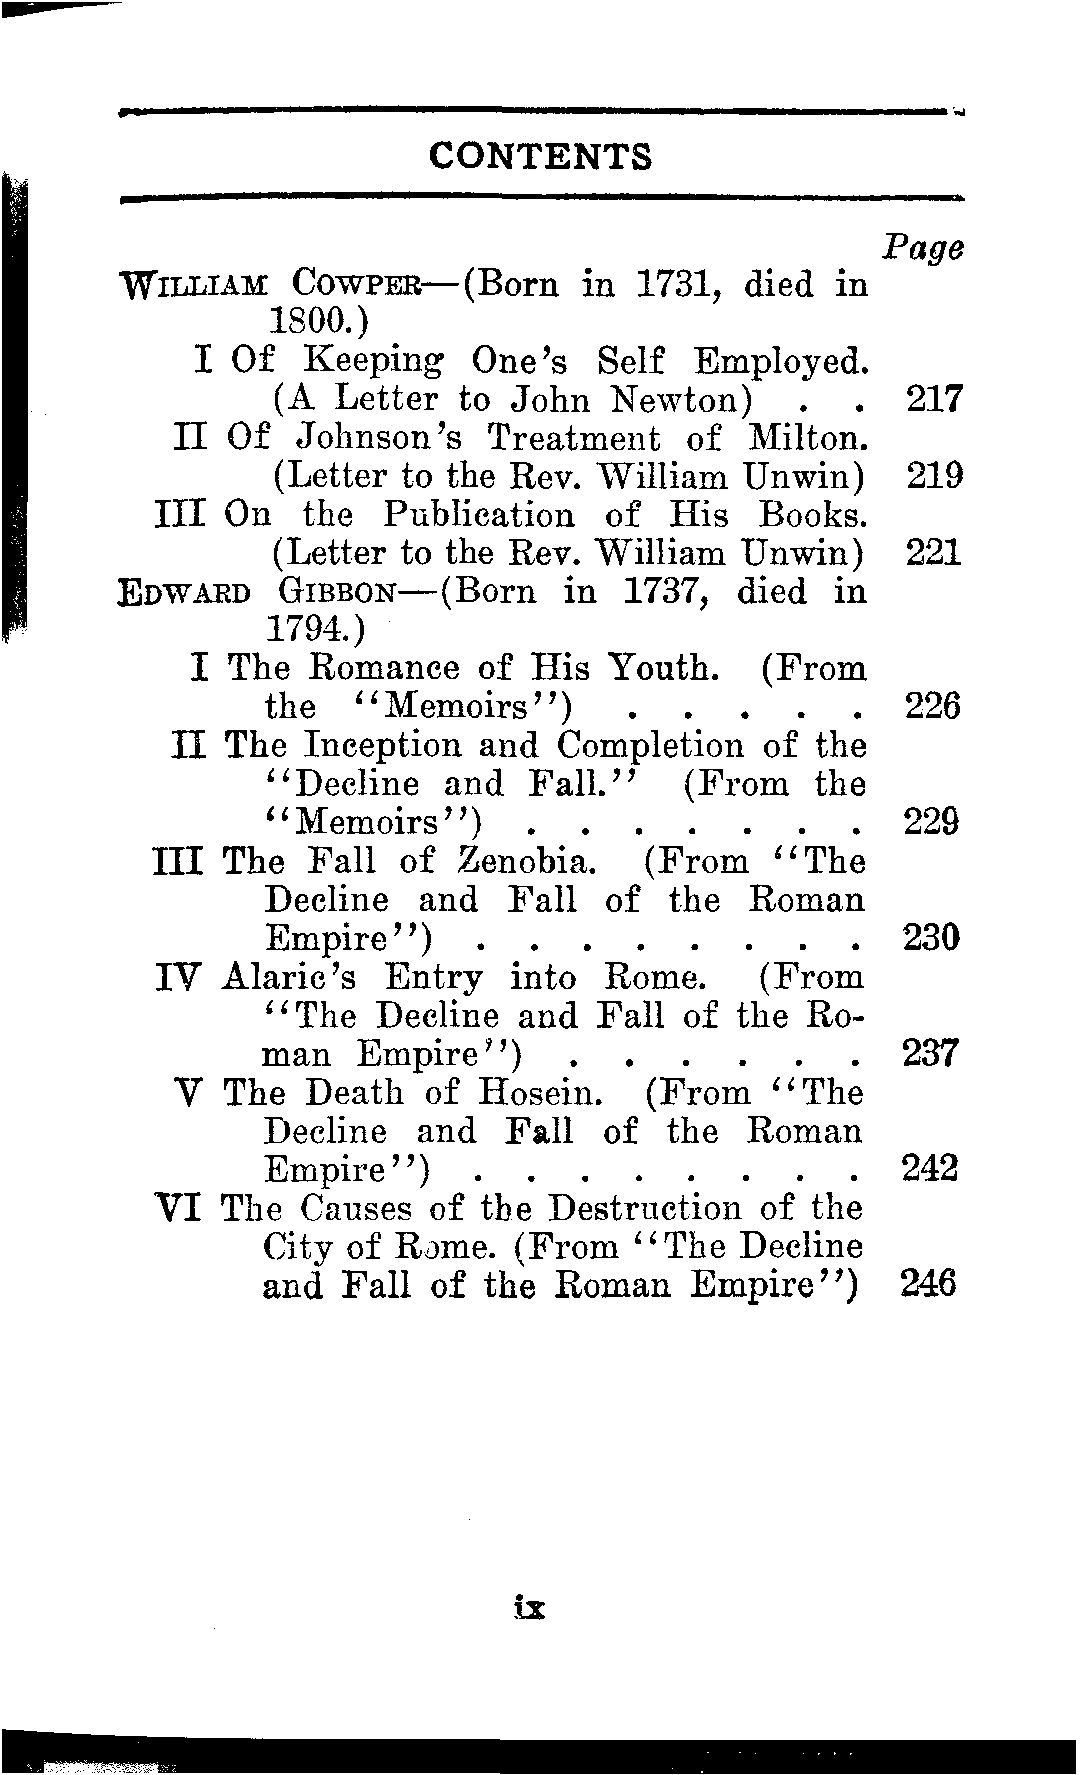 CONTENTS
Page
WILLIAM COWPER—(Born in 1731, died in
1800.)
I Of Keeping One's Self Employed.
(A Letter to John Newton) . . 217
II Of Johnson's Treatment of Milton.
(Letter to the Rev. William Unwin) 219
III On the Publication of His Books.
(Letter to the Rev. William Unwin) 221
EDWARD GIBBON—(Born in 1737, died in
1794.)
I The Romance of His Youth. (From
the "Memoirs") . . . . . 226
II The Inception and Completion of the
"Decline and Fall." (From the
"Memoirs") . . . . . . . 229
III The Fall of Zenobia. (From "The
Decline and Fall of the Roman
Empire") . . . . . . . . 230
IV Alaric's Entry into Rome. (From
"The Decline and Fall of the Ro-
man Empire") . . . . . . 237
V The Death of Hosein. (From "The
Decline and Fall of the Roman
Empire") . . . . . . . . 242
VI The Causes of the Destruction of the
City of Rome. (From "The Decline
and Fall of the Roman Empire") 246
ix